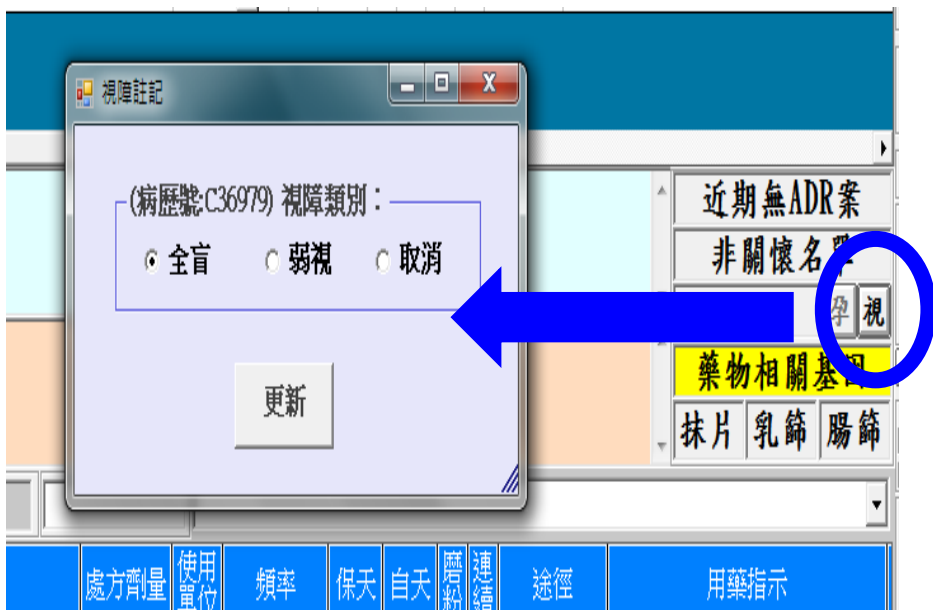 視障註記
(病歷號:C36979) 視障類別：
全盲 弱視 取消
更新
近期無ADR案
非關懷名單
孕 視
藥物相關基因
抹片 乳篩 腸篩
處方劑量 使用單位 頻率 保天 自天 磨粉 連續 途徑 用藥指示